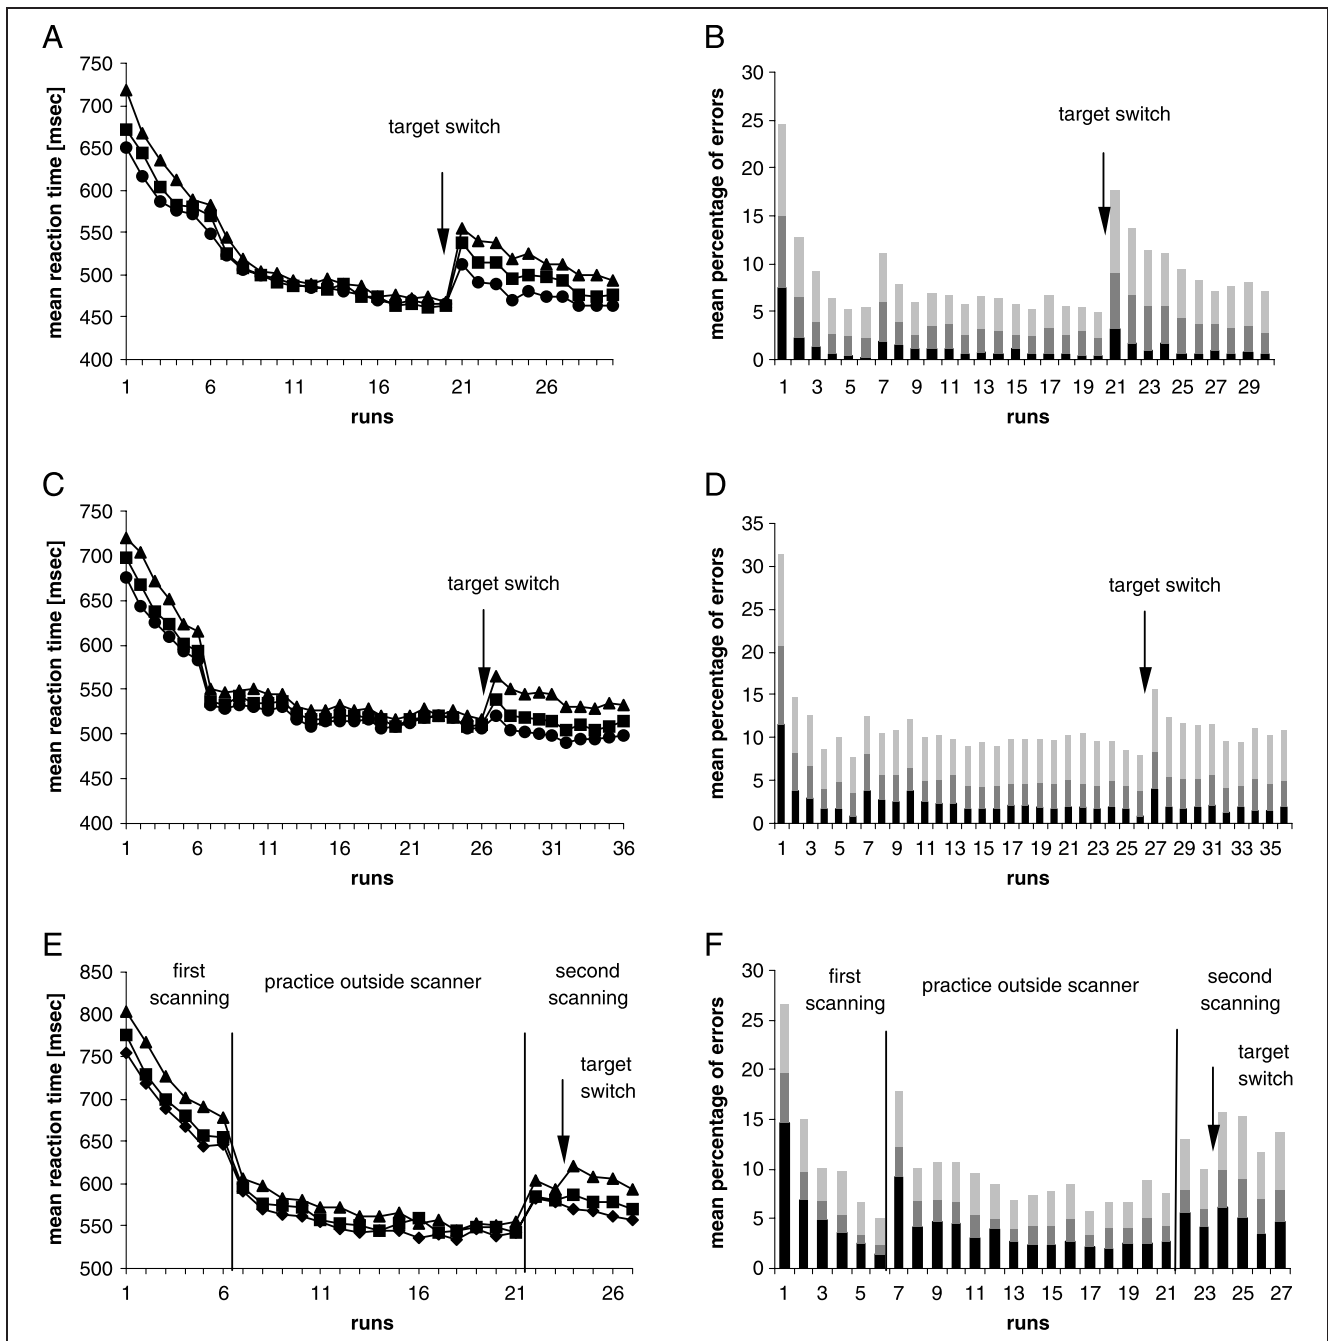 A
mean reaction time [msec]
750
700
650
600
550
500
450
400
target switch
1 6 11 16 21 26
runs
B
mean percentage of errors
30
25
20
15
10
5
0
target switch
1 3 5 7 9 11 13 15 17 19 21 23 25 27 29
runs
C
mean reaction time [msec]
750
700
650
600
550
500
450
400
target switch
1 6 11 16 21 26 31 36
runs
D
mean percentage of errors
35
30
25
20
15
10
5
0
target switch
1 3 5 7 9 11 13 15 17 19 21 23 25 27 29 31 33 35
runs
E
mean reaction time [msec]
850
800
750
700
650
600
550
500
first
scanning
practice outside scanner
second
scanning
target
switch
1 6 11 16 21
runs
F
mean percentage of errors
30
25
20
15
10
5
0
first
scanning
practice outside scanner
second
scanning
target
switch
1 3 5 7 9 11 13 15 17 19 21 23 25 27
runs